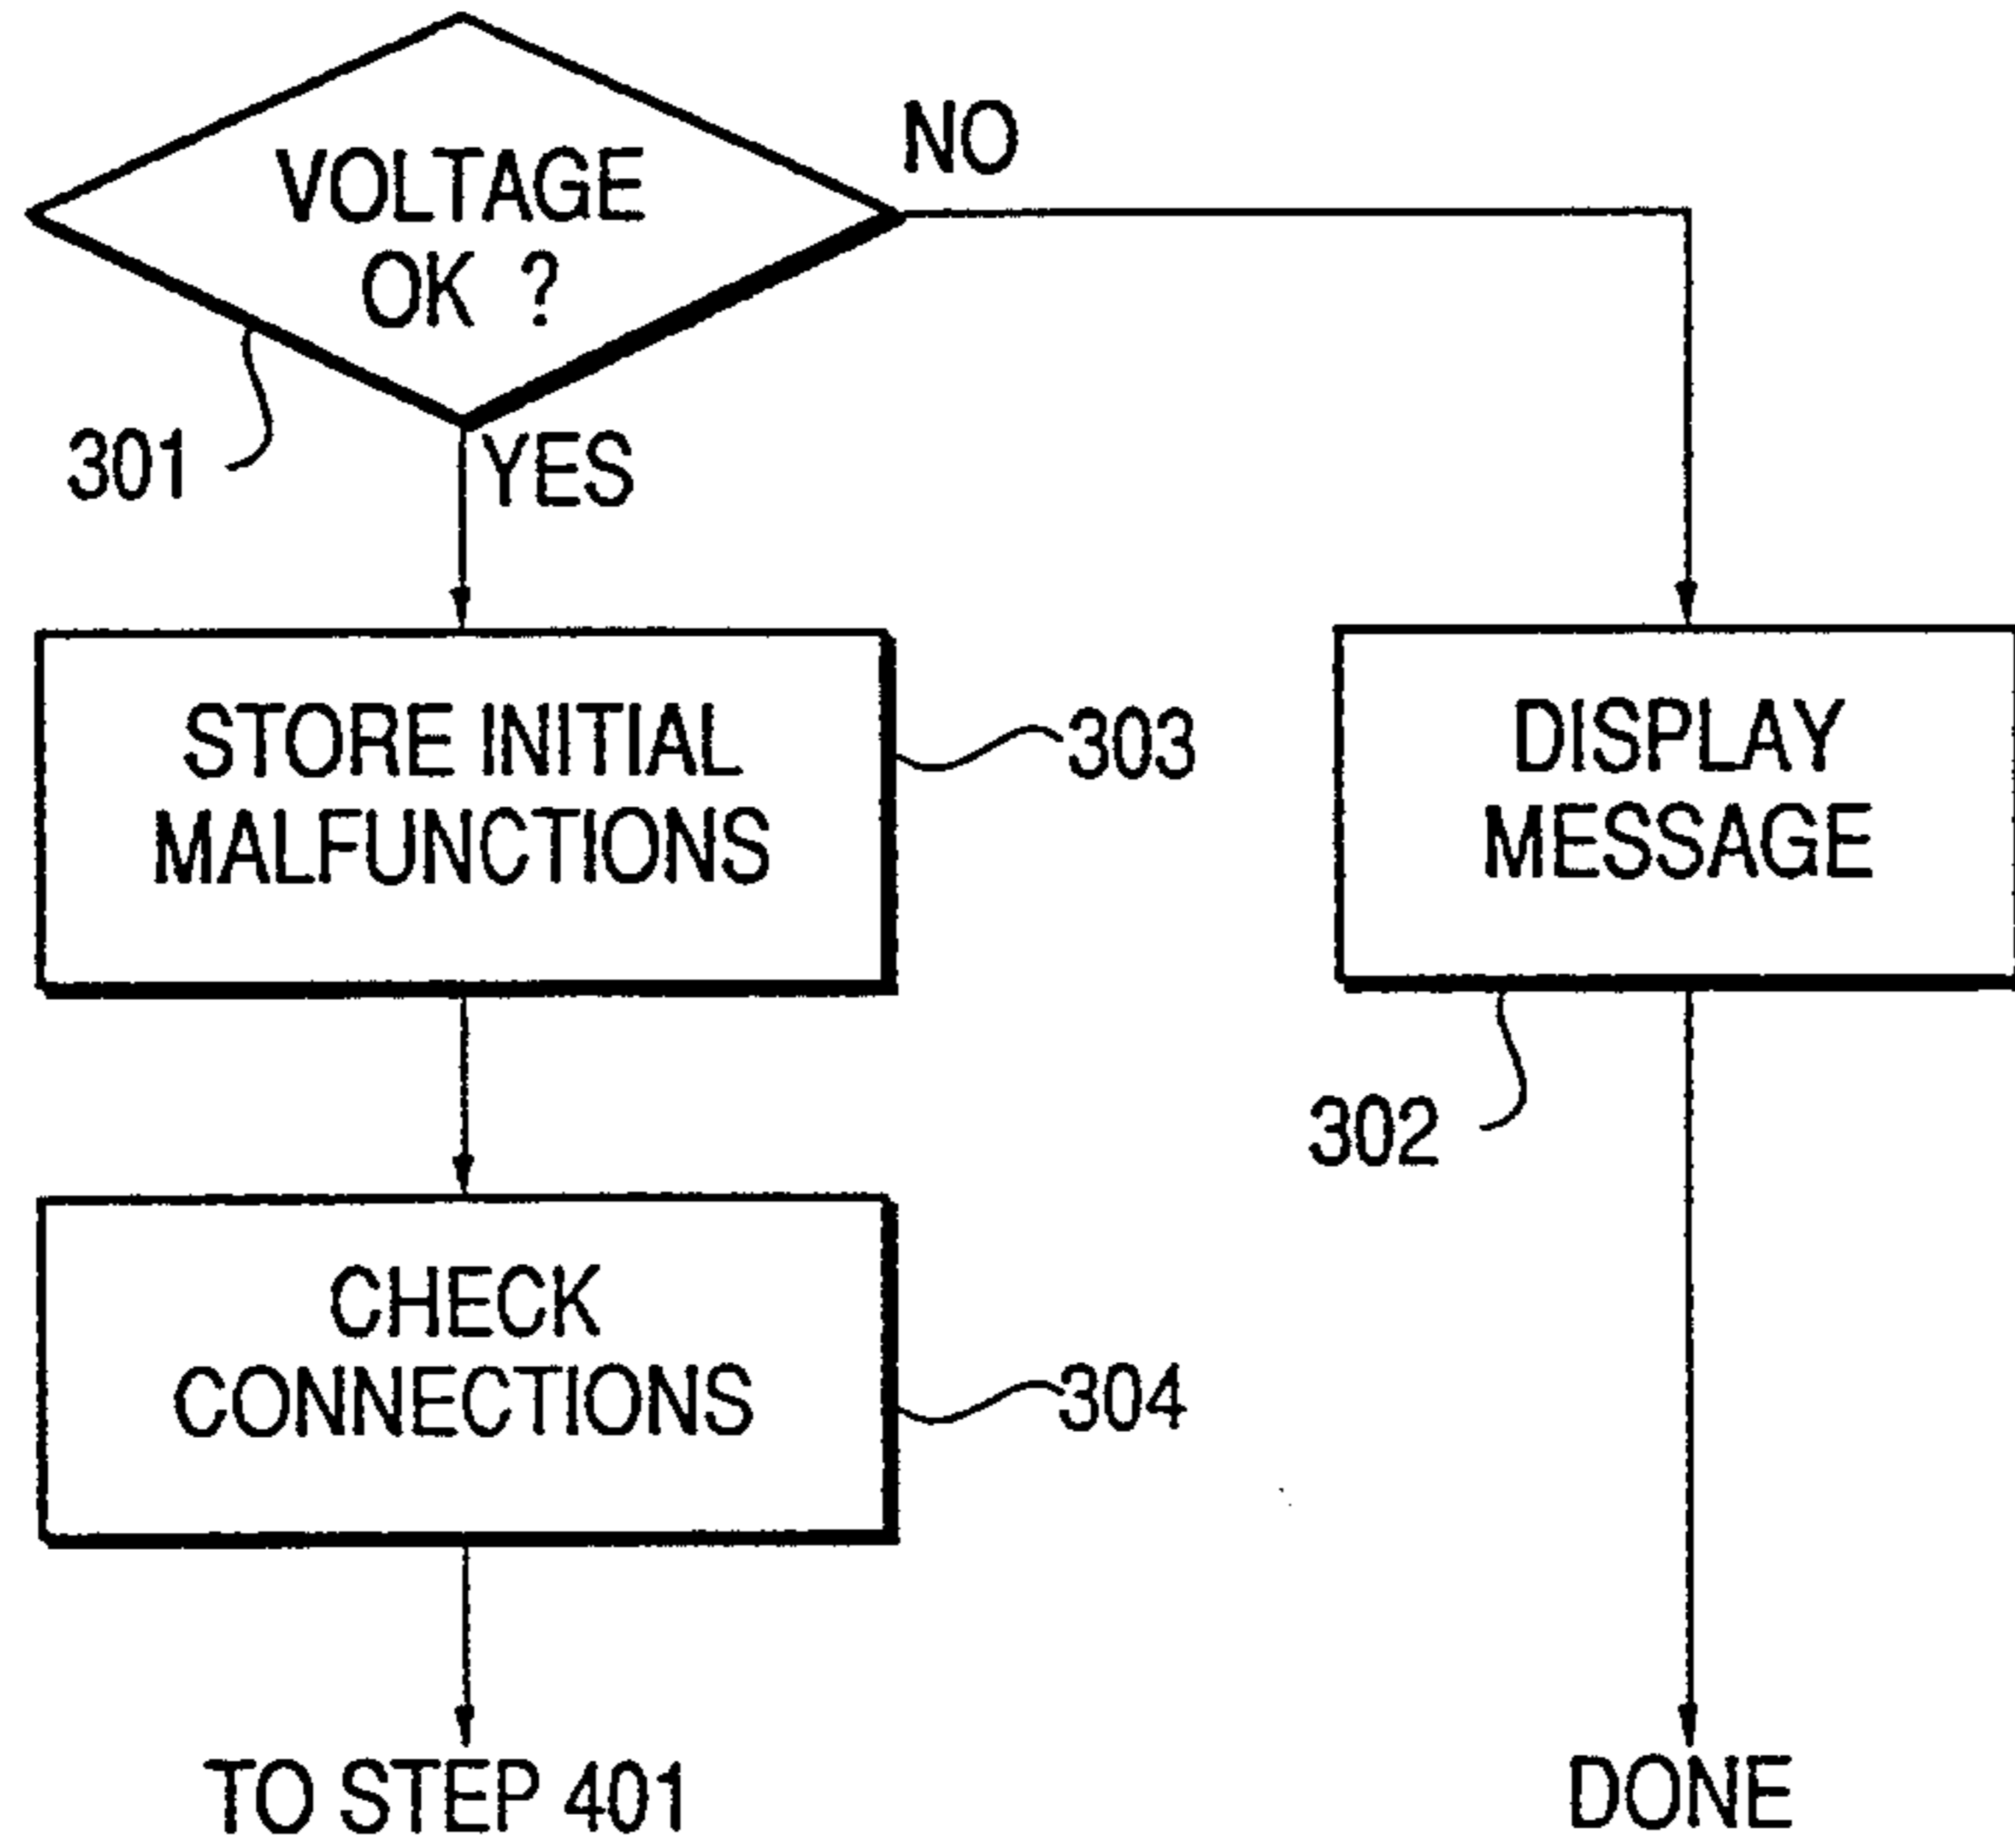 VOLTAGE
OK ?
NO
301
YES
STORE INITIAL
MALFUNCTIONS
303
DISPLAY
MESSAGE
302
CHECK
CONNECTIONS
304
TO STEP 401
DONE